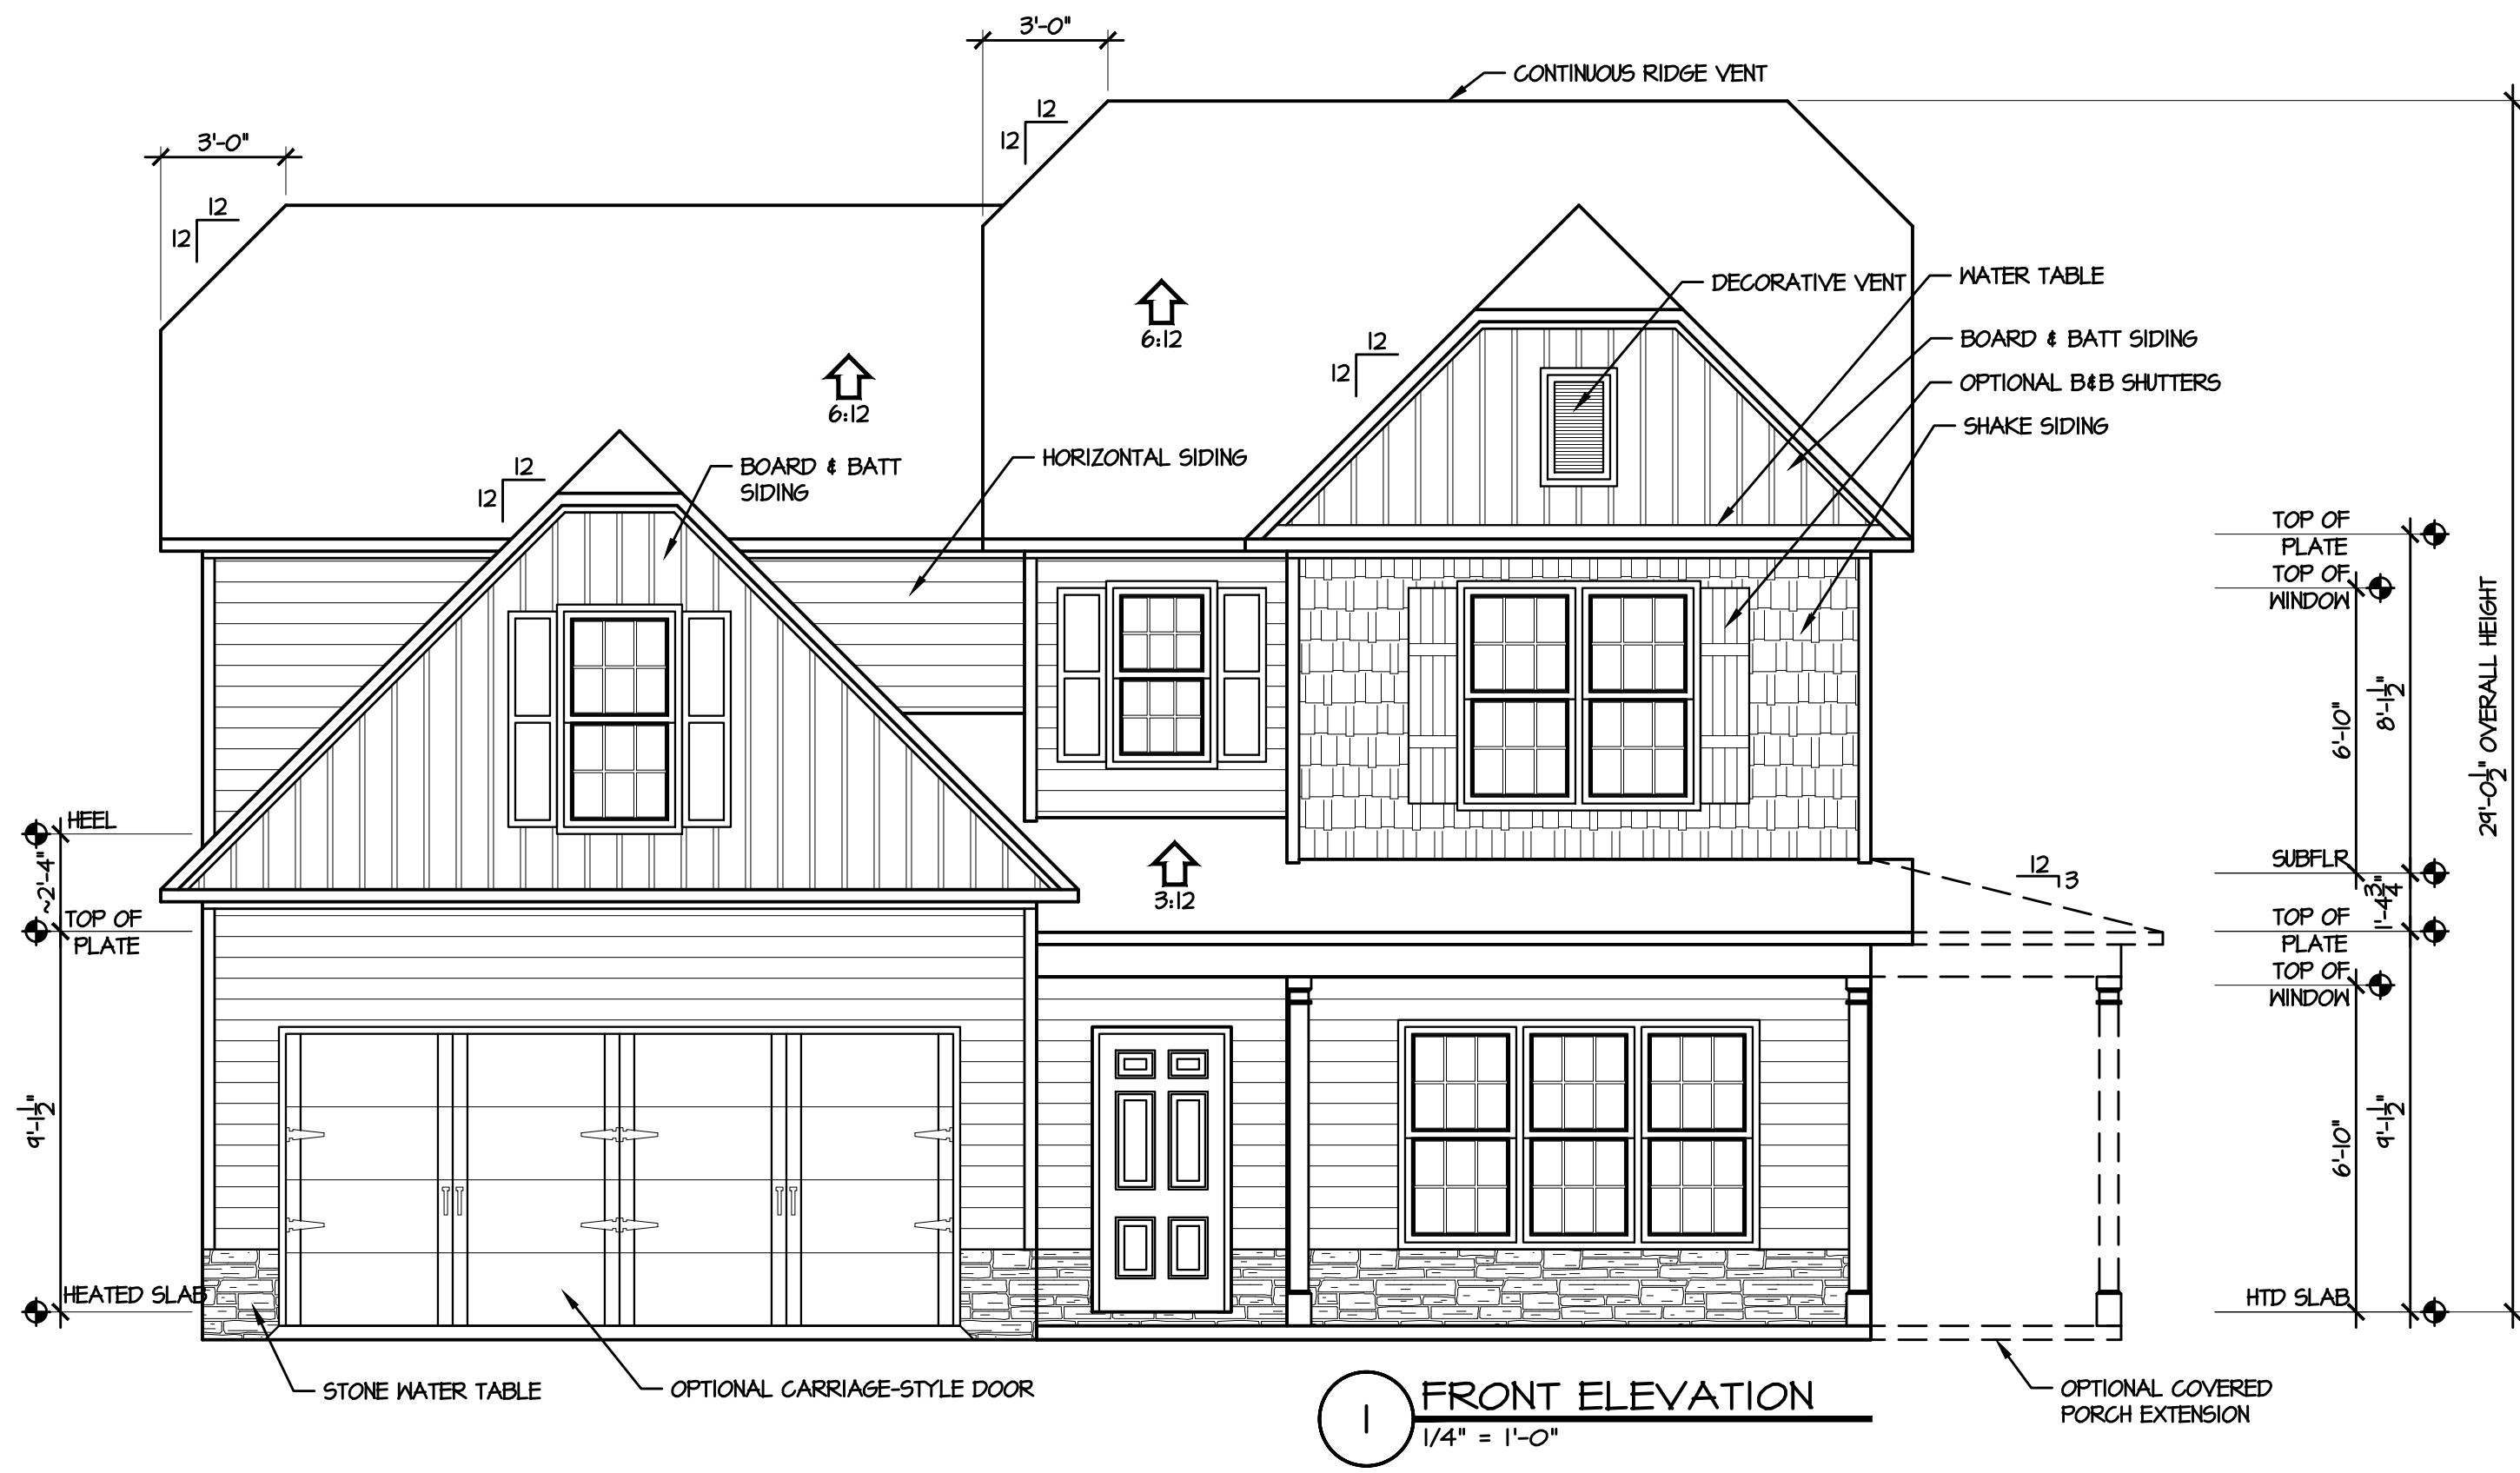 3'-0"
CONTINUOUS RIDGE VENT
3'-0"
12
12
12
12
DECORATIVE VENT
WATER TABLE
6:12
12
12
BOARD & BATT SIDING
OPTIONAL B&B SHUTTERS
6:12
SHAKE SIDING
12
12
BOARD & BATT
SIDING
HORIZONTAL SIDING
TOP OF
PLATE
TOP OF
WINDOW
29'-0 1/2" OVERALL HEIGHT
8'-1 1/2"
6'-10"
HEEL
~2'-4"
TOP OF
PLATE
3:12
12
3
SUBFLR
1'-4 3/4"
TOP OF
PLATE
TOP OF
WINDOW
9'-1 1/2"
6'-10"
9'-1 1/2"
HEATED SLAB
HTD SLAB
STONE WATER TABLE
OPTIONAL CARRIAGE-STYLE DOOR
1
FRONT ELEVATION
1/4" = 1'-0"
OPTIONAL COVERED
PORCH EXTENSION